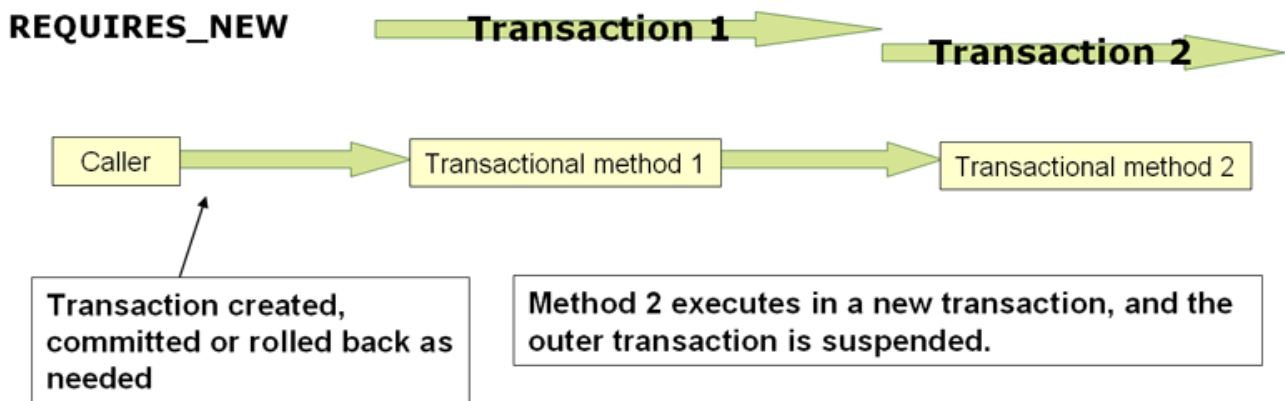 REQUIRES_NEW
Transaction 1
Transaction 2
Caller
Transactional method 1
Transactional method 2
Transaction created,
committed or rolled back as
needed
Method 2 executes in a new transaction, and the
outer transaction is suspended.